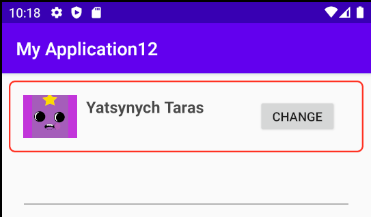 10:18
My Application12
Yatsynych Taras
CHANGE